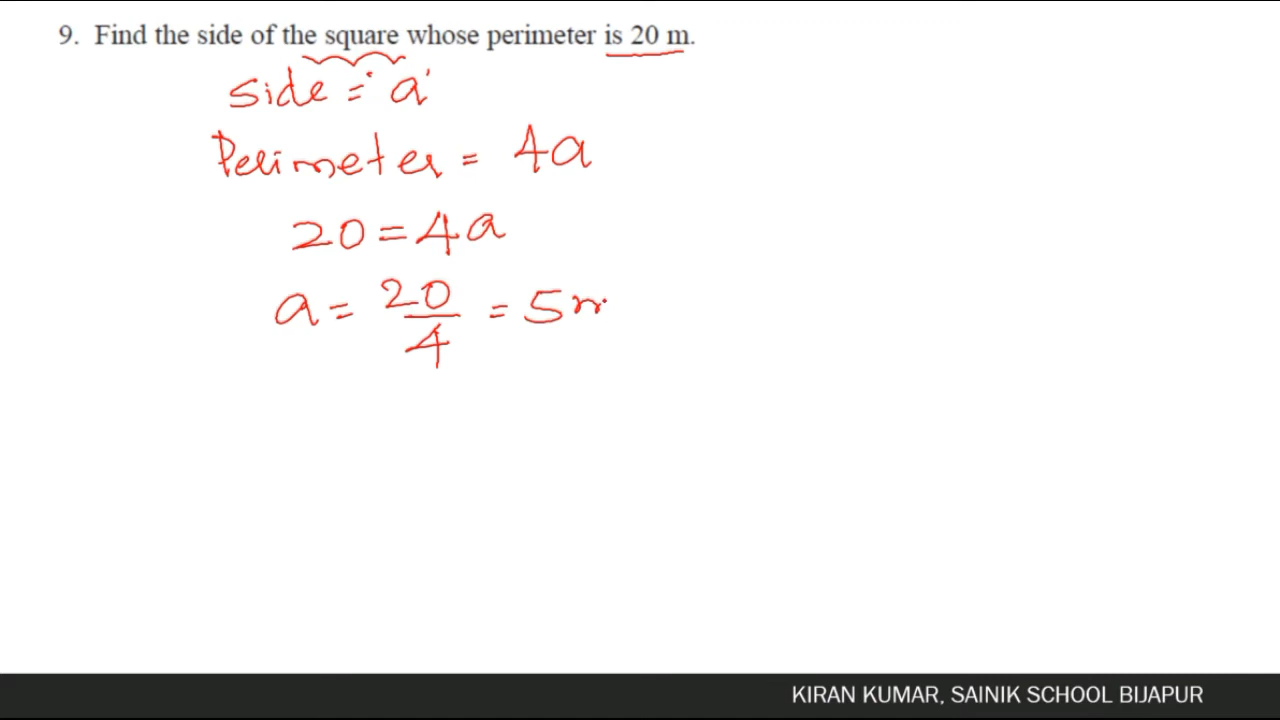 9. Find the side of the square whose perimeter is 20 m.
Side = 'a'
Perimeter = 4a
20 = 4a
a = 20/4 = 5m
KIRAN KUMAR, SAINIK SCHOOL BIJAPUR